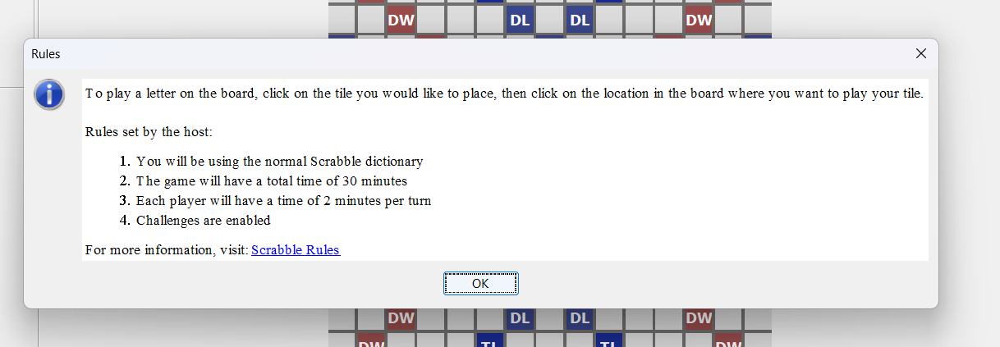 DW DL DL DW
Rules
To play a letter on the board, click on the tile you would like to place, then click on the location in the board where you want to play your tile.
Rules set by the host:
1. You will be using the normal Scrabble dictionary
2. The game will have a total time of 30 minutes
3. Each player will have a time of 2 minutes per turn
4. Challenges are enabled
For more information, visit: Scrabble Rules
OK
DW DL DL DW
DW TL TL DW